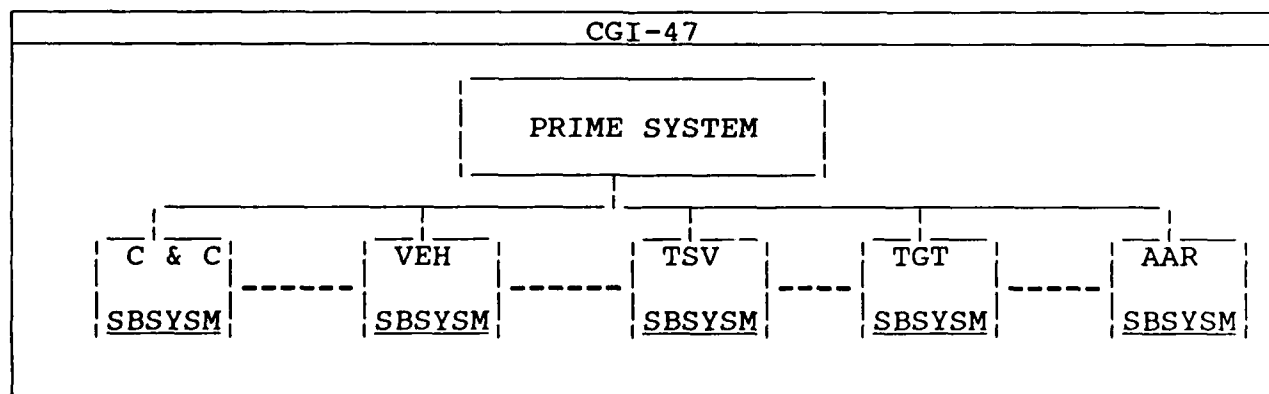 CGI-47
PRIME SYSTEM
C & C VEH TSV TGT AAR
SBSYSM SBSYSM SBSYSM SBSYSM SBSYSM